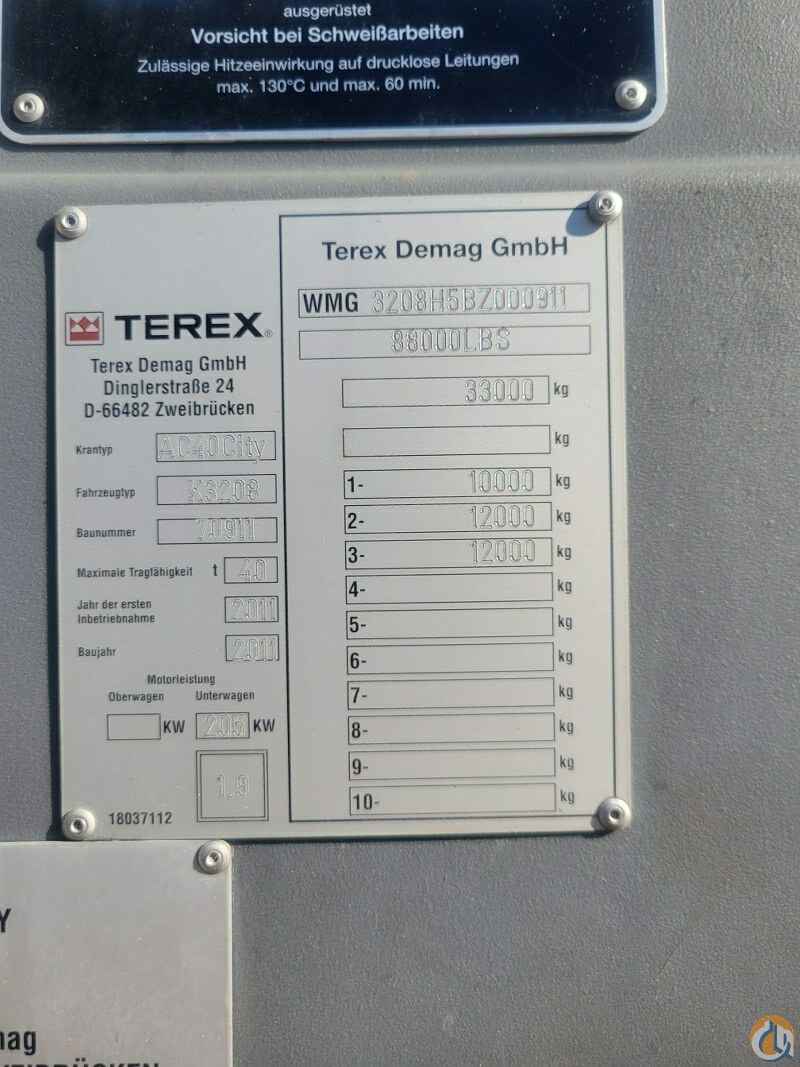 ausgerüstet
Vorsicht bei Schweißarbeiten
Zulässige Hitzeeinwirkung auf drucklose Leitungen
max. 130°C und max. 60 min.
TEREX®
Terex Demag GmbH
Dinglerstraße 24
D-66482 Zweibrücken
Krantyp AC40City
Fahrzeugtyp K3208
Baunummer
Maximale Tragfähigkeit t 40
Jahr der ersten
Inbetriebnahme 2011
Baujahr 2011
Motorleistung
Oberwagen Unterwagen
KW 205 KW
1.9
18037112
Terex Demag GmbH
WMG 3208H5BZ000911
88000LBS
33000 kg
kg
1- 10000 kg
2- 12000 kg
3- 12000 kg
4- kg
5- kg
6- kg
7- kg
8- kg
9- kg
10- kg
Y
mag